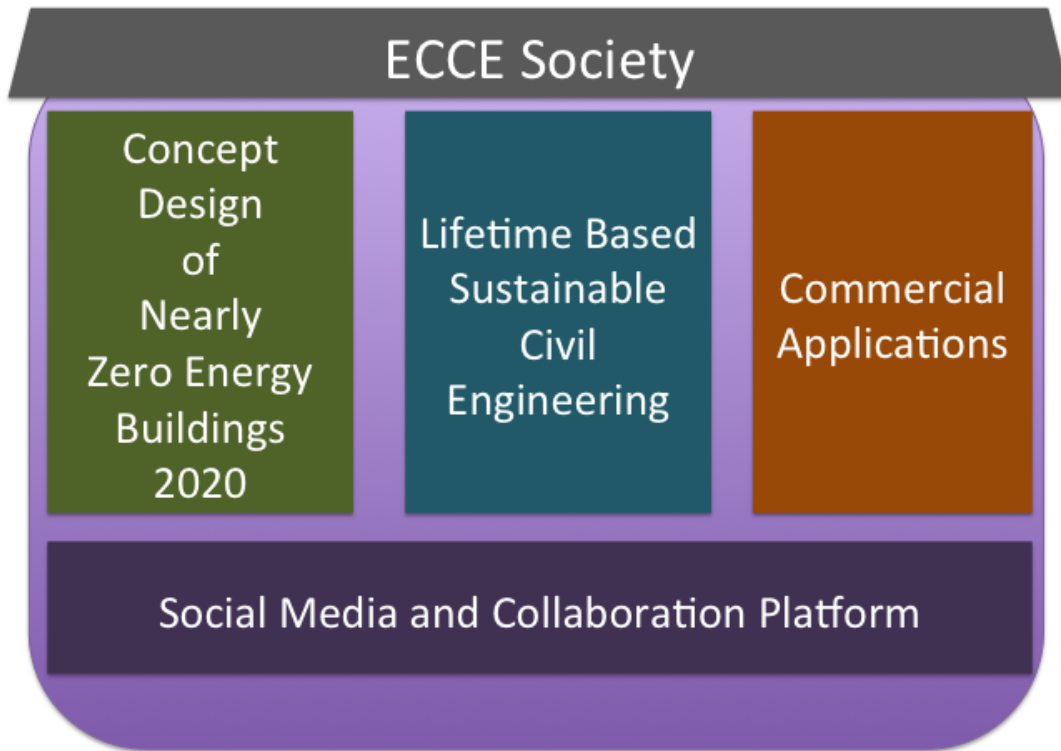 ECCE Society
Concept
Design
of
Nearly
Zero Energy
Buildings
2020
Lifetime Based
Sustainable
Civil
Engineering
Commercial
Applications
Social Media and Collaboration Platform